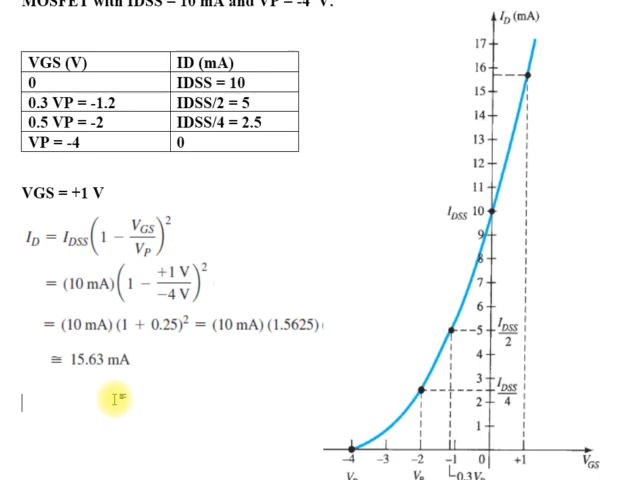 MOSFET with IDSS = 10 mA and VP = -4 V.
VGS (V) ID (mA)
0 IDSS = 10
0.3 VP = -1.2 IDSS/2 = 5
0.5 VP = -2 IDSS/4 = 2.5
VP = -4 0
VGS = +1 V
I_D = I_DSS(1 − V_GS/V_P)²
= (10 mA)(1 − +1 V/−4 V)²
= (10 mA)(1 + 0.25)² = (10 mA)(1.5625)
≅ 15.63 mA
I_D (mA)
17
16
15
14
13
12
11
I_DSS 10
9
8
7
6
5 I_DSS/2
4
3
I_DSS/4
2
1
−4 −3 −2 −1 0 +1 V_GS
0.3V